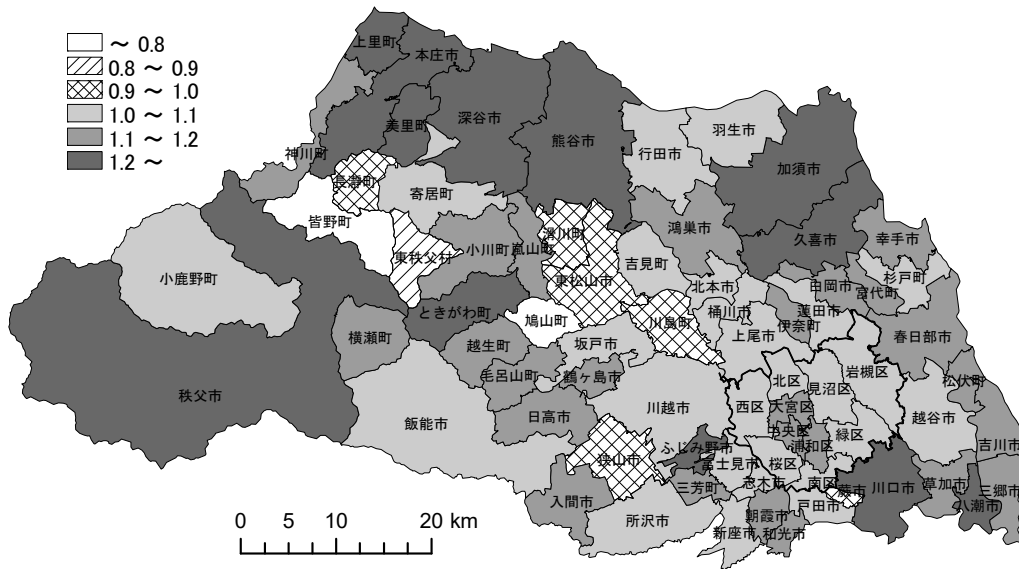 ～ 0.8
0.8 ～ 0.9
0.9 ～ 1.0
1.0 ～ 1.1
1.1 ～ 1.2
1.2 ～
上里町
本庄市
美里町
深谷市
熊谷市
神川町
長瀞町
寄居町
皆野町
東秩父村
小川町
嵐山町
滑川町
東松山市
吉見町
行田市
羽生市
加須市
鴻巣市
久喜市
幸手市
杉戸町
白岡市
宮代町
北本市
桶川市
蓮田市
伊奈町
上尾市
春日部市
小鹿野町
秩父市
横瀬町
ときがわ町
鳩山町
川島町
越生町
坂戸市
毛呂山町
鶴ヶ島市
飯能市
日高市
川越市
狭山市
入間市
所沢市
ふじみ野市
富士見市
三芳町
志木市
新座市
朝霞市
和光市
西区
北区
大宮区
見沼区
岩槻区
中央区
浦和区
緑区
桜区
南区
戸田市
蕨市
川口市
越谷市
松伏町
吉川市
草加市
八潮市
三郷市
0 5 10 20 km